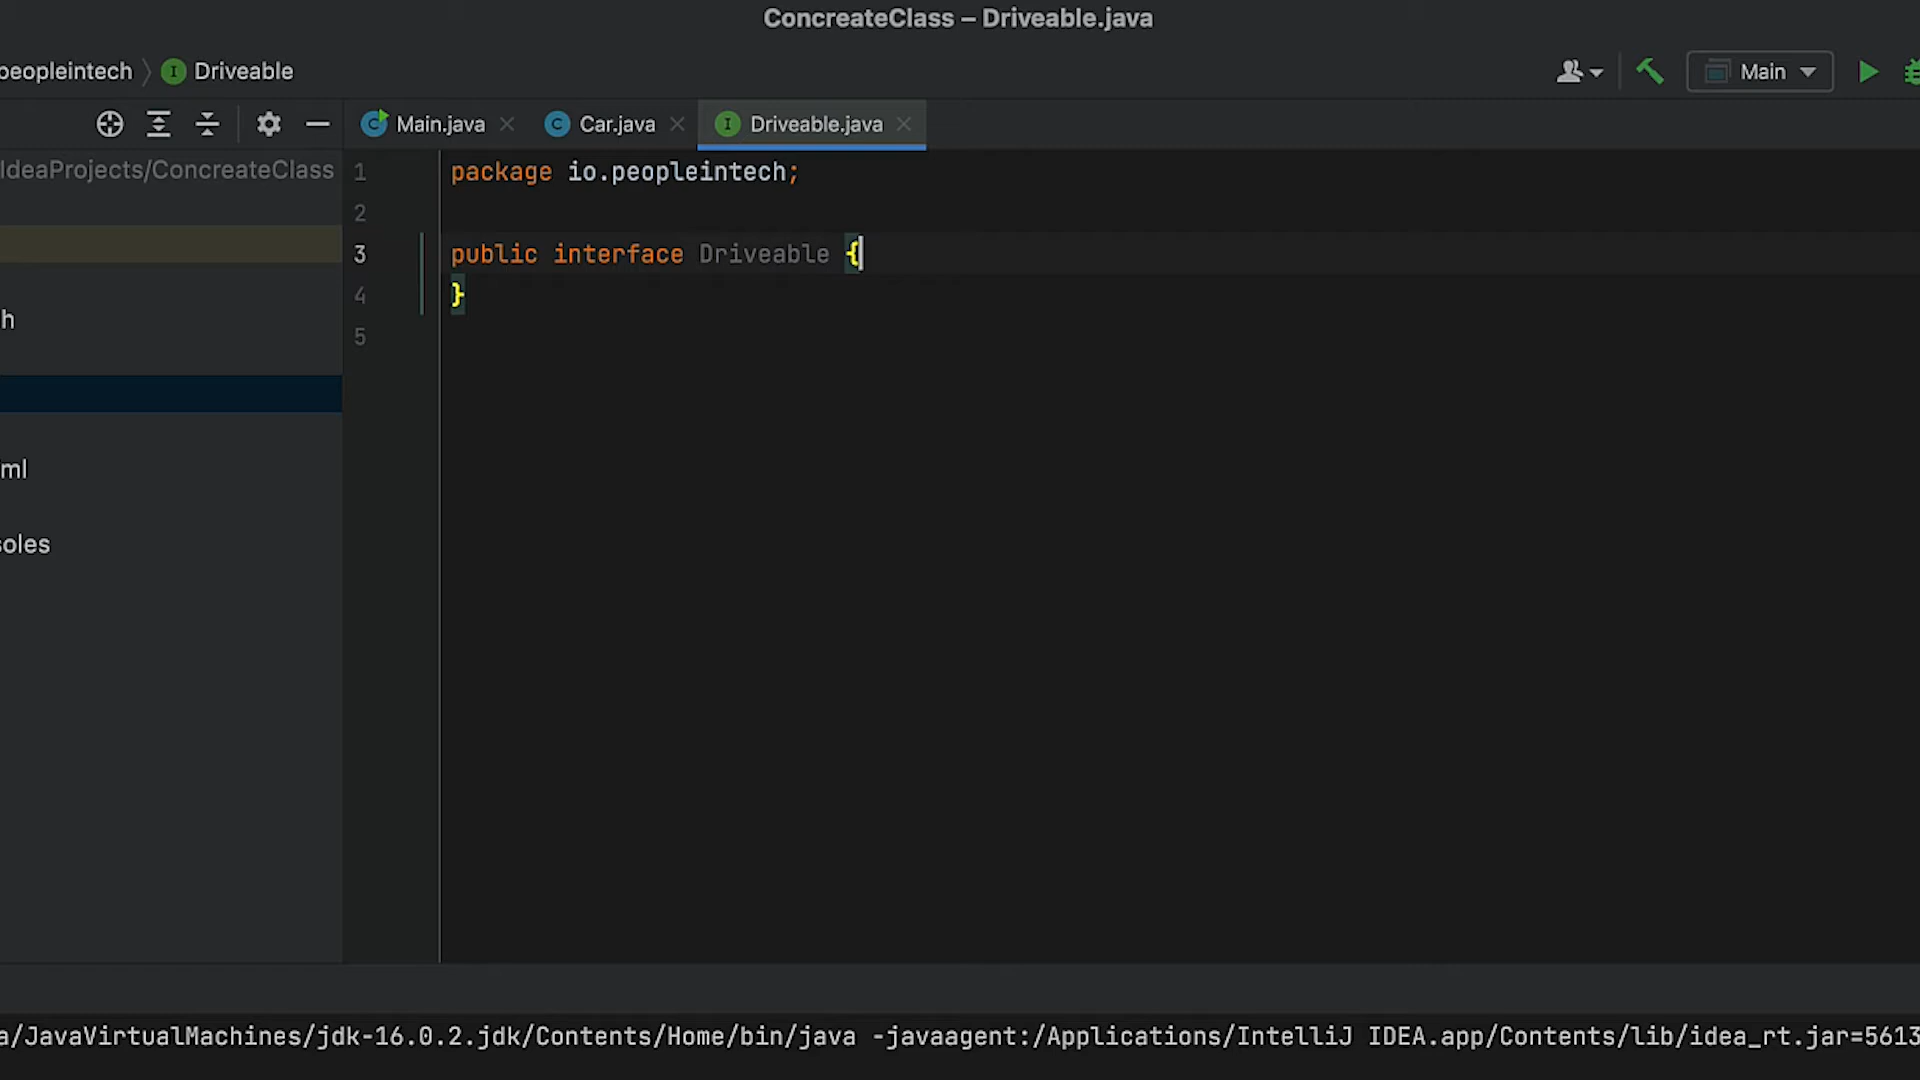 ConcreateClass – Driveable.java
peopleintech 〉 I Driveable
Main
C Main.java
C Car.java
I Driveable.java
IdeaProjects/ConcreateClass
1 package io.peopleintech;
2
3 public interface Driveable {
4 }
5
h
ml
soles
a/JavaVirtualMachines/jdk-16.0.2.jdk/Contents/Home/bin/java -javaagent:/Applications/IntelliJ IDEA.app/Contents/lib/idea_rt.jar=5613